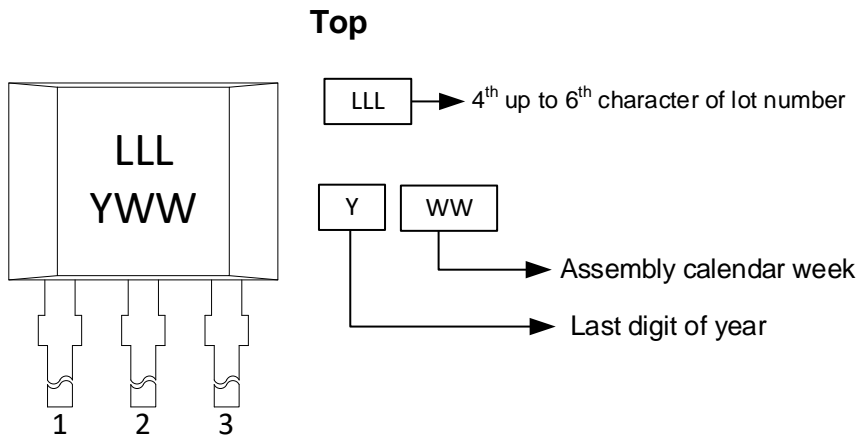 Top
LLL
YWW
1 2 3
LLL 4th up to 6th character of lot number
Y WW
Assembly calendar week
Last digit of year